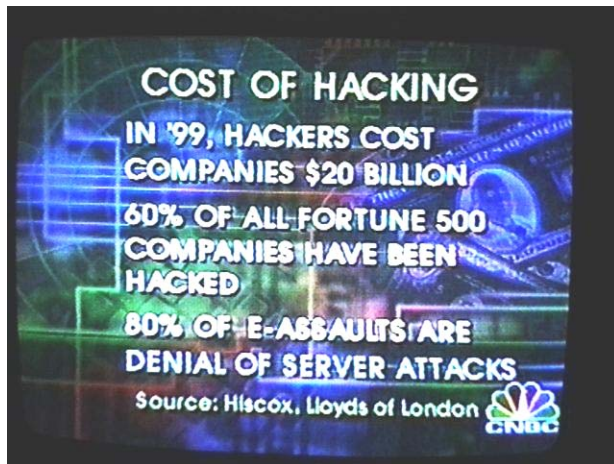 COST OF HACKING
IN '99, HACKERS COST
COMPANIES $20 BILLION
60% OF ALL FORTUNE 500
COMPANIES HAVE BEEN
HACKED
80% OF E-ASSAULTS ARE
DENIAL OF SERVER ATTACKS
Source: Hiscox, Lloyds of London
CNBC